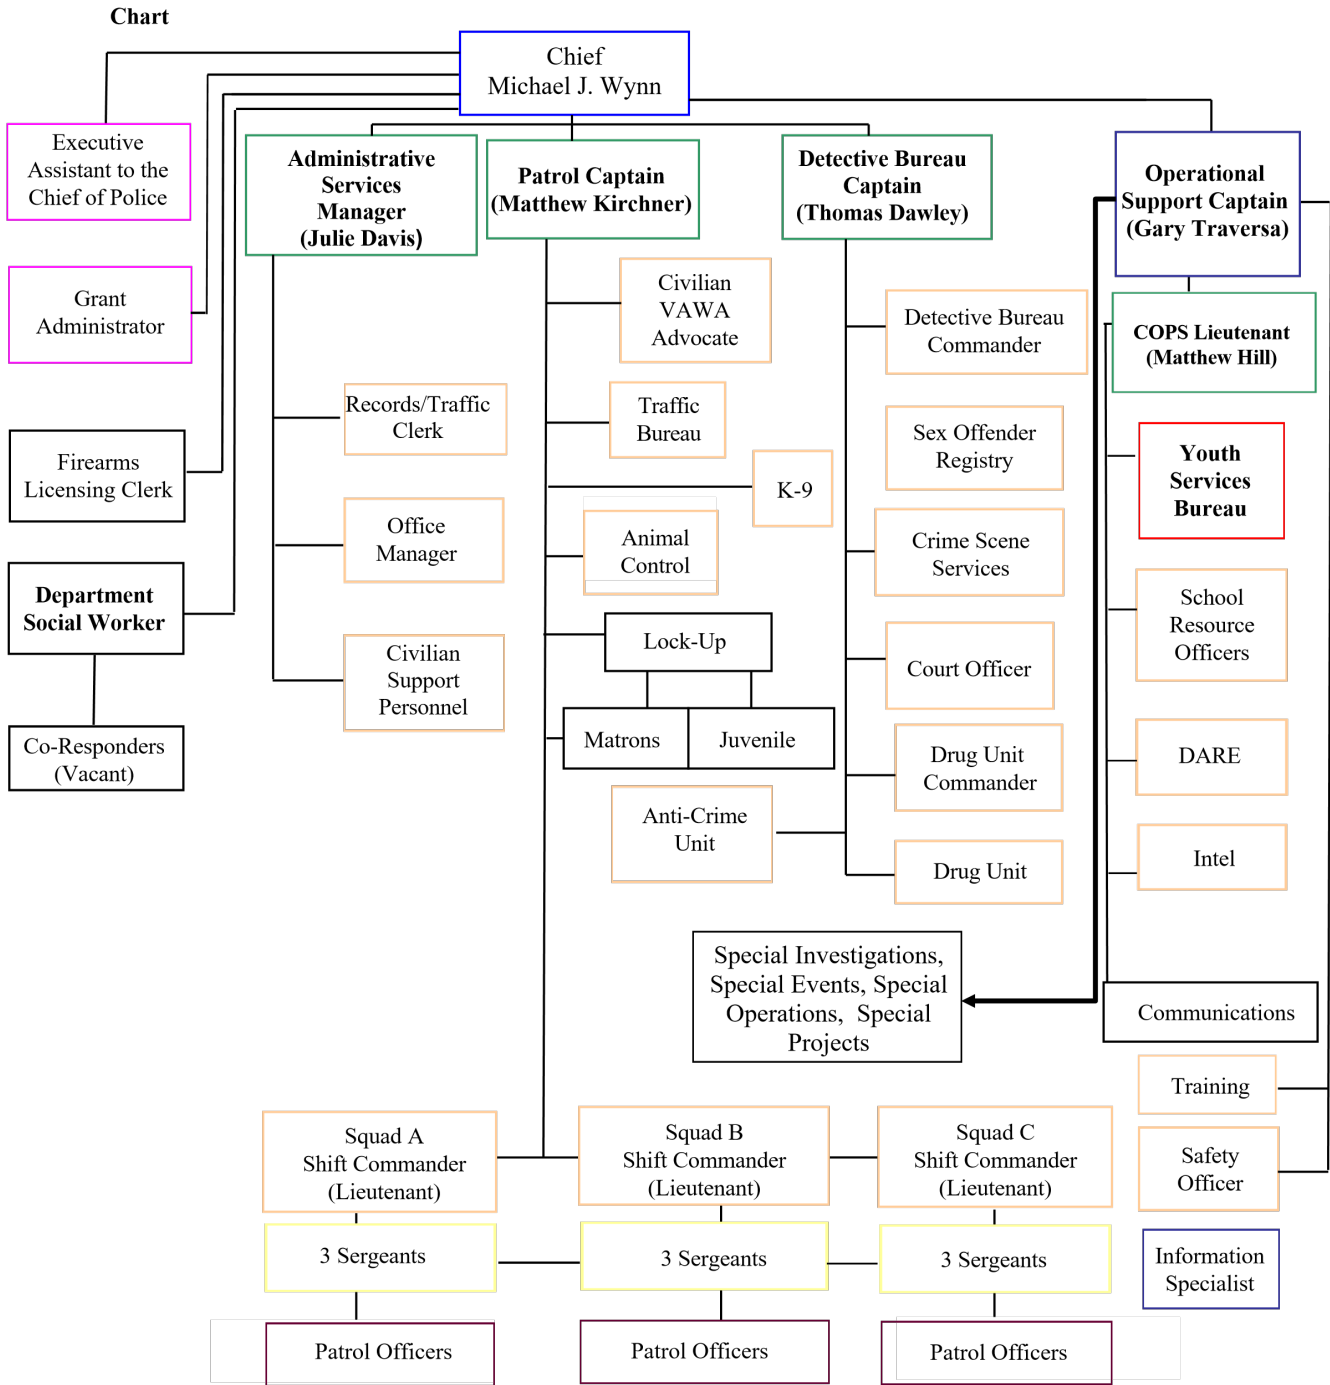 Chart
Chief
Michael J. Wynn
Executive
Assistant to the
Chief of Police
Administrative
Services
Manager
(Julie Davis)
Patrol Captain
(Matthew Kirchner)
Detective Bureau
Captain
(Thomas Dawley)
Operational
Support Captain
(Gary Traversa)
Grant
Administrator
Civilian
VAWA
Advocate
Detective Bureau
Commander
COPS Lieutenant
(Matthew Hill)
Records/Traffic
Clerk
Traffic
Bureau
Sex Offender
Registry
Youth
Services
Bureau
Firearms
Licensing Clerk
K-9
Office
Manager
Animal
Control
Crime Scene
Services
Department
Social Worker
School
Resource
Officers
Civilian
Support
Personnel
Lock-Up
Court Officer
Co-Responders
(Vacant)
Matrons
Juvenile
Drug Unit
Commander
DARE
Anti-Crime
Unit
Drug Unit
Intel
Special Investigations,
Special Events, Special
Operations,  Special
Projects
Communications
Training
Squad A
Shift Commander
(Lieutenant)
Squad B
Shift Commander
(Lieutenant)
Squad C
Shift Commander
(Lieutenant)
Safety
Officer
3 Sergeants
3 Sergeants
3 Sergeants
Information
Specialist
Patrol Officers
Patrol Officers
Patrol Officers